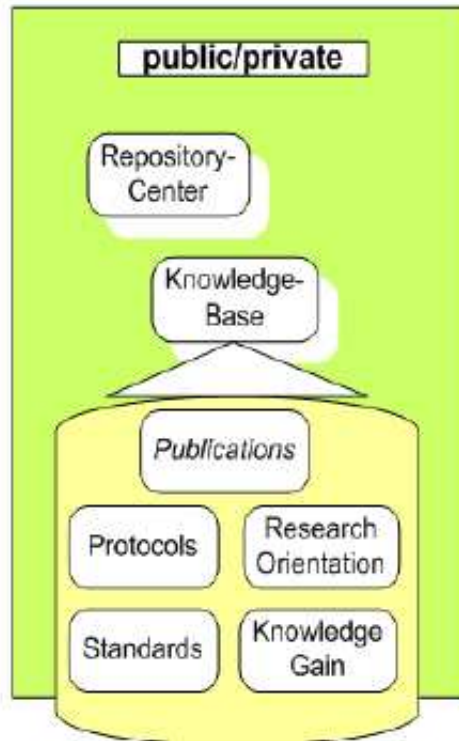 public/private
Repository-
Center
Knowledge-
Base
Publications
Protocols
Research
Orientation
Standards
Knowledge
Gain